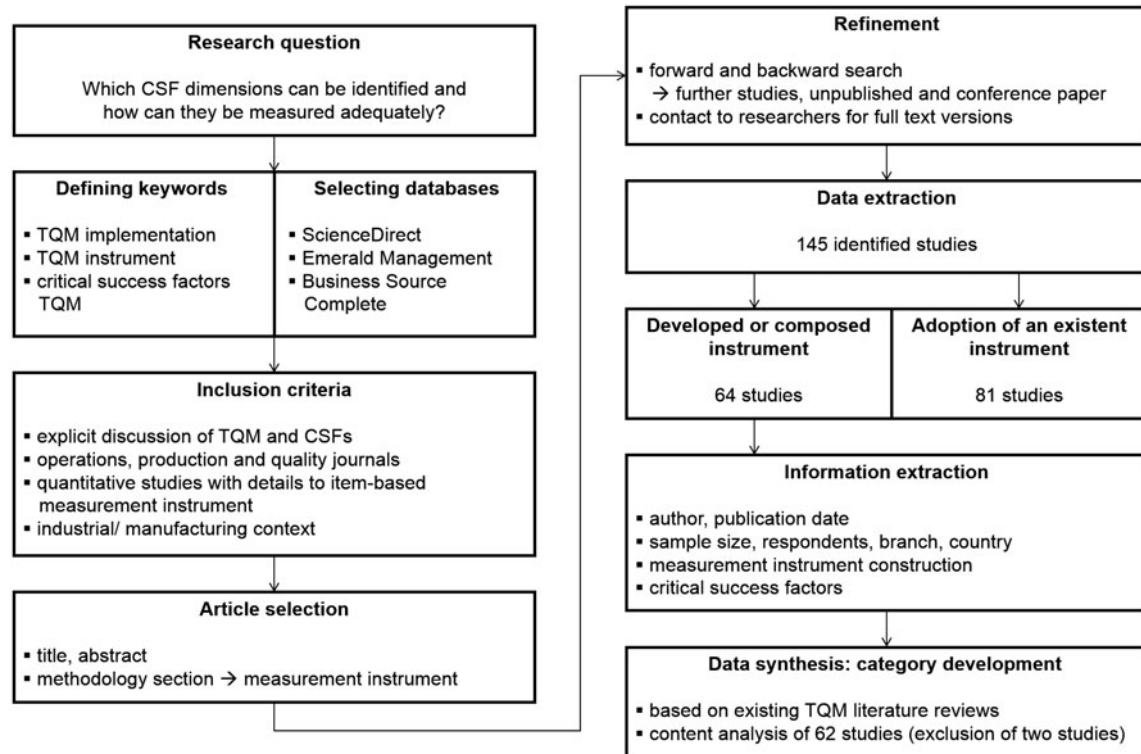 Research question
Which CSF dimensions can be identified and
how can they be measured adequately?
Defining keywords
▪ TQM implementation
▪ TQM instrument
▪ critical success factors
TQM
Selecting databases
▪ ScienceDirect
▪ Emerald Management
▪ Business Source
Complete
Inclusion criteria
▪ explicit discussion of TQM and CSFs
▪ operations, production and quality journals
▪ quantitative studies with details to item-based
measurement instrument
▪ industrial/ manufacturing context
Article selection
▪ title, abstract
▪ methodology section → measurement instrument
Refinement
▪ forward and backward search
→ further studies, unpublished and conference paper
▪ contact to researchers for full text versions
Data extraction
145 identified studies
Developed or composed
instrument
64 studies
Adoption of an existent
instrument
81 studies
Information extraction
▪ author, publication date
▪ sample size, respondents, branch, country
▪ measurement instrument construction
▪ critical success factors
Data synthesis: category development
▪ based on existing TQM literature reviews
▪ content analysis of 62 studies (exclusion of two studies)